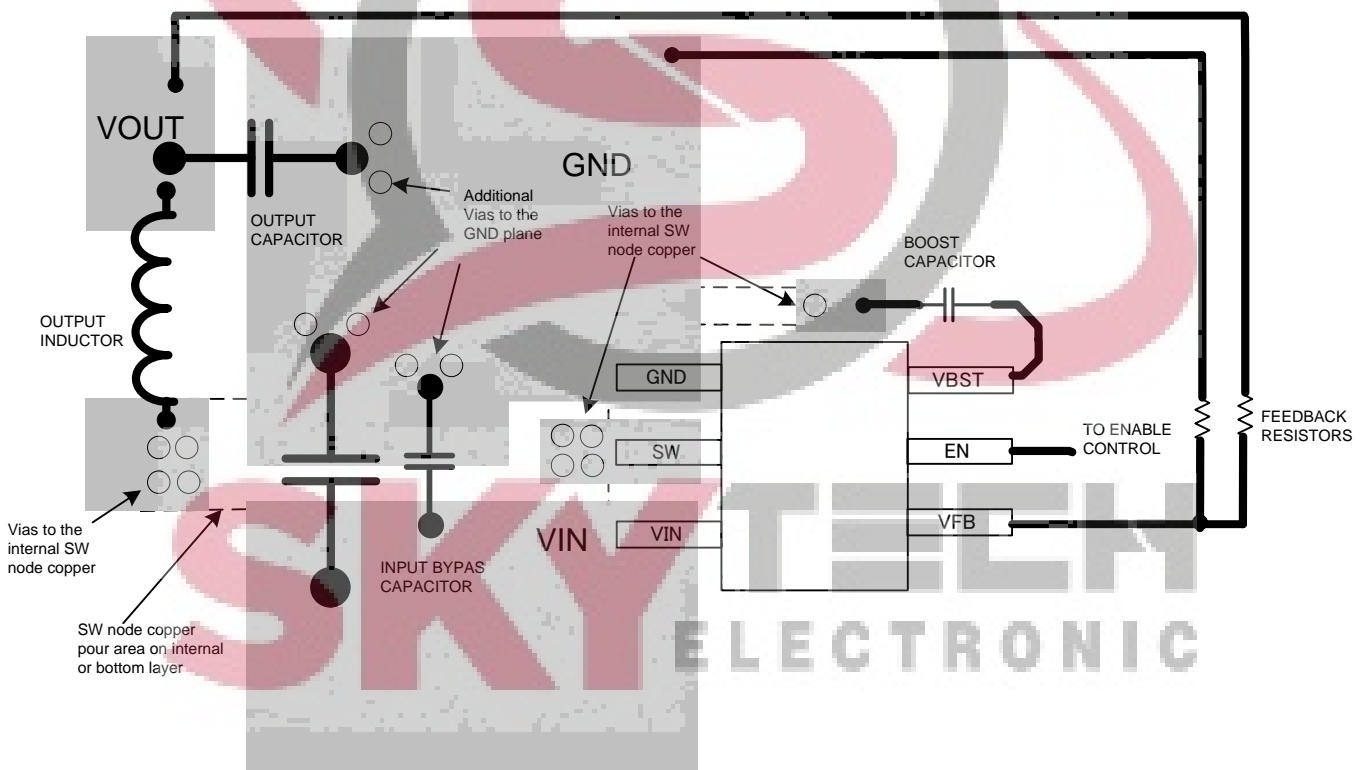 VOUT
GND
Additional
Vias to the
GND plane
Vias to the
internal SW
node copper
OUTPUT
CAPACITOR
BOOST
CAPACITOR
OUTPUT
INDUCTOR
GND
VBST
SW
EN
TO ENABLE
CONTROL
FEEDBACK
RESISTORS
VIN
VIN
VFB
Vias to the
internal SW
node copper
INPUT BYPAS
CAPACITOR
SW node copper
pour area on internal
or bottom layer
SKYTECH
ELECTRONIC